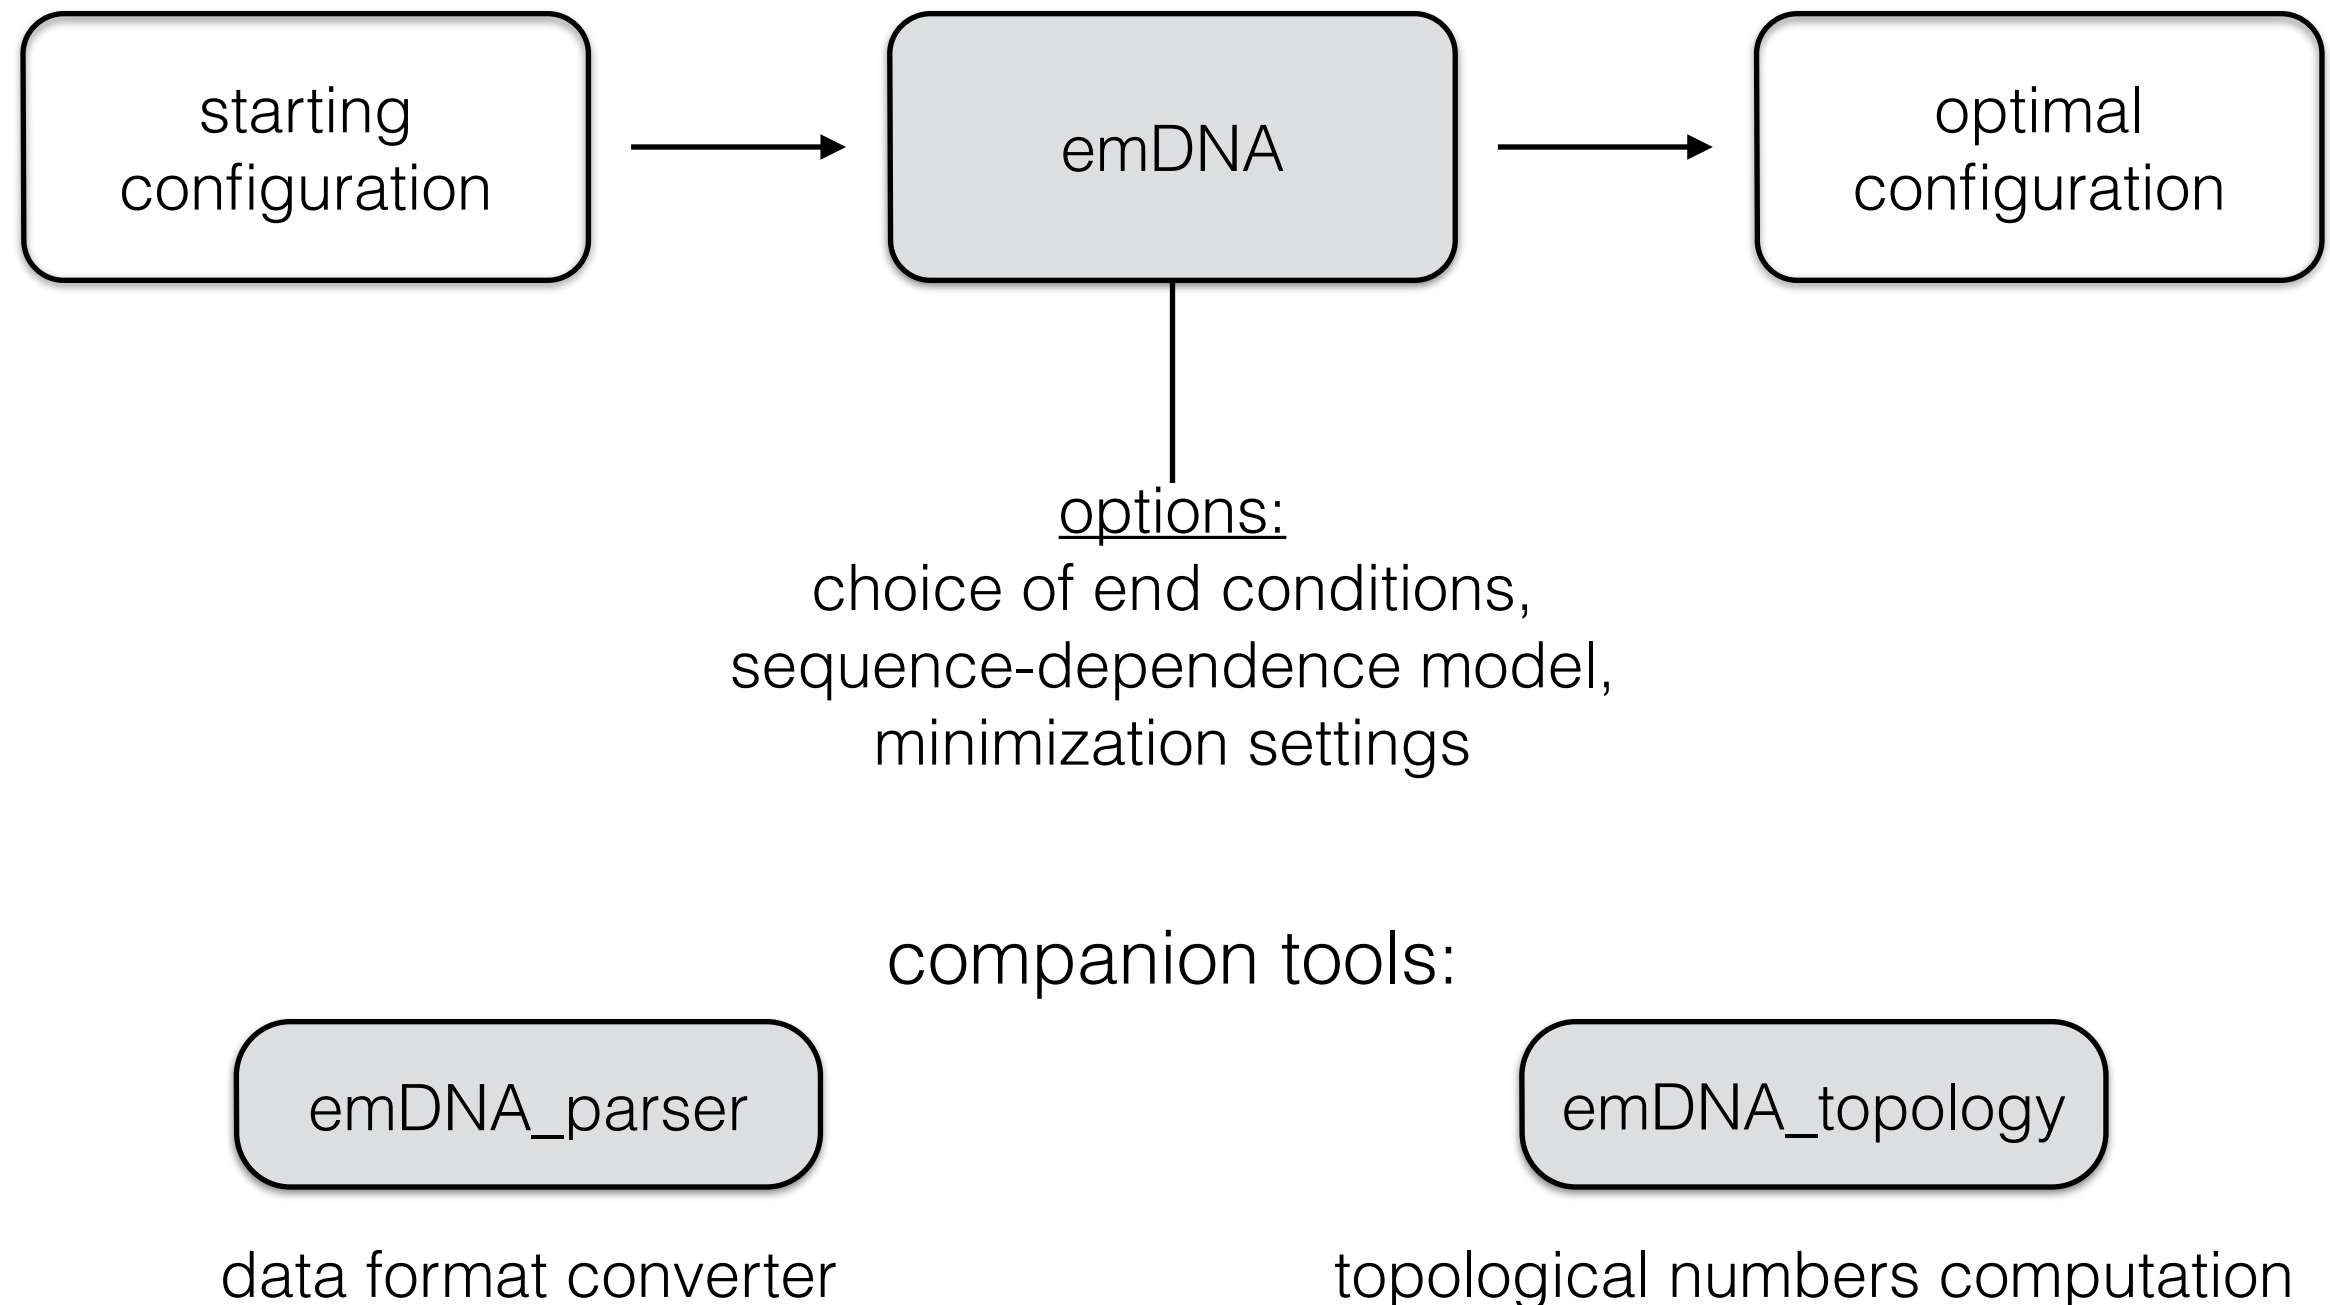 starting
configuration
emDNA
optimal
configuration
options:
choice of end conditions,
sequence-dependence model,
minimization settings
companion tools:
emDNA_parser
emDNA_topology
data format converter
topological numbers computation